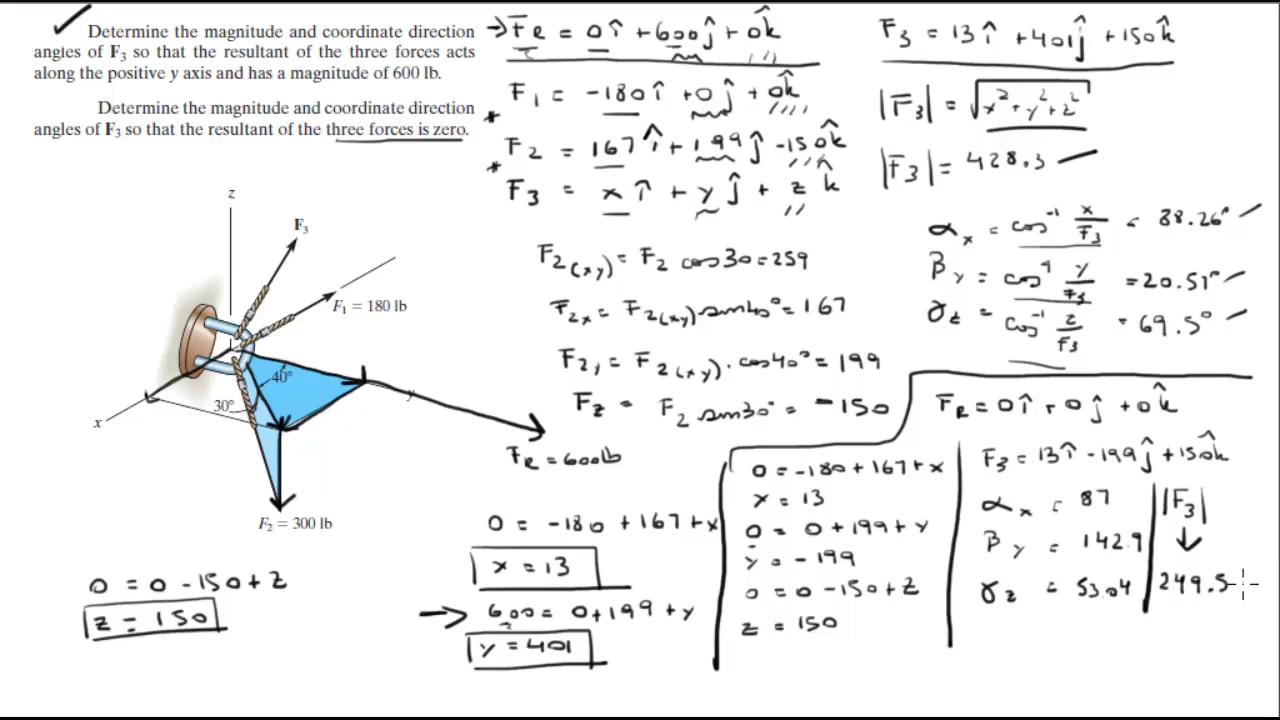 Determine the magnitude and coordinate direction
angles of F₃ so that the resultant of the three forces acts
along the positive y axis and has a magnitude of 600 lb.
Determine the magnitude and coordinate direction
angles of F₃ so that the resultant of the three forces is zero.
→ FR = 0î + 600ĵ + 0k̂
F1 = -180î + 0ĵ + 0k̂
* F2 = 167î + 199ĵ - 150k̂
* F3 = xî + yĵ + zk̂
F2(xy) = F2 cos30 = 259
F2x = F2(xy) sin40° = 167
F2y = F2(xy) · cos40° = 199
Fz = F2 sin30° = -150
F3 = 13î + 401ĵ + 150k̂
|F3| = √x² + y² + z²
|F3| = 428.3
αx = cos⁻¹ x/F3 = 88.26°
βy = cos⁻¹ y/F3 = 20.51°
γz = cos⁻¹ z/F3 = 69.5°
z
F₃
F₁ = 180 lb
40°
30°
y
x
F₂ = 300 lb
FR = 600lb
0 = 0 - 150 + z
z = 150
0 = -180 + 167 + x
x = 13
→ 600 = 0 + 199 + y
y = 401
0 = -180 + 167 + x
x = 13
0 = 0 + 199 + y
y = -199
0 = 0 - 150 + z
z = 150
FR = 0î + 0ĵ + 0k̂
F3 = 13î - 199ĵ + 150k̂
αx = 87
βy = 142.9
γz = 53.04
|F3|
↓
249.5